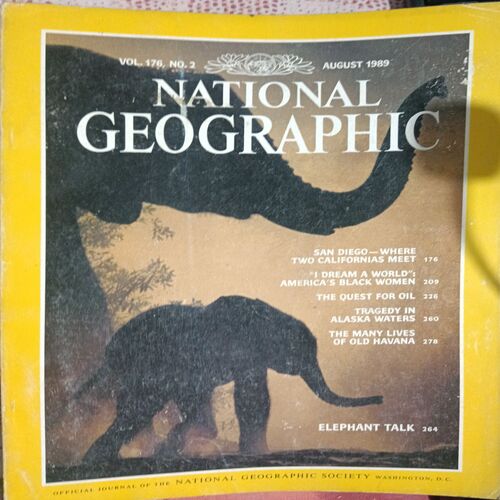 VOL. 176, NO. 2 AUGUST 1989
NATIONAL
GEOGRAPHIC
SAN DIEGO—WHERE
TWO CALIFORNIAS MEET 176
"I DREAM A WORLD":
AMERICA'S BLACK WOMEN 209
THE QUEST FOR OIL 226
TRAGEDY IN
ALASKA WATERS 260
THE MANY LIVES
OF OLD HAVANA 278
ELEPHANT TALK 264
OFFICIAL JOURNAL OF THE NATIONAL GEOGRAPHIC SOCIETY WASHINGTON, D.C.